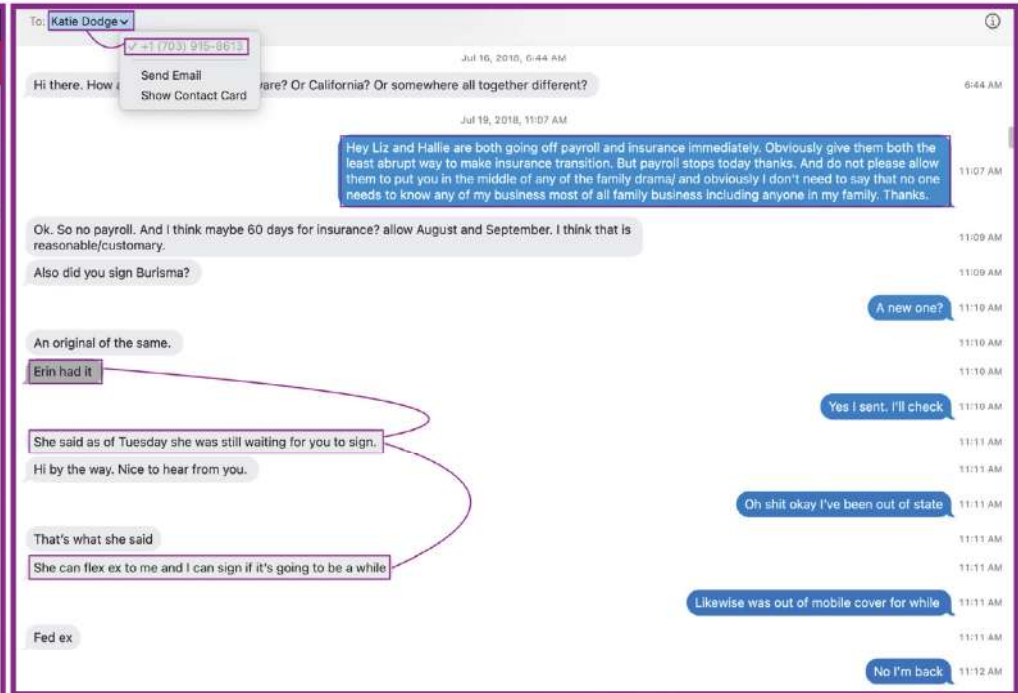 To: Katie Dodge
✓ +1 (703) 915-8613
Send Email
Show Contact Card
Jul 16, 2018, 6:44 AM
Hi there. How a vare? Or California? Or somewhere all together different?
6:44 AM
Jul 19, 2018, 11:07 AM
Hey Liz and Hallie are both going off payroll and insurance immediately. Obviously give them both the
least abrupt way to make insurance transition. But payroll stops today thanks. And do not please allow
them to put you in the middle of any of the family drama/ and obviously I don't need to say that no one
needs to know any of my business most of all family business including anyone in my family. Thanks.
11:07 AM
Ok. So no payroll. And I think maybe 60 days for insurance? allow August and September. I think that is
reasonable/customary.
11:09 AM
Also did you sign Burisma?
11:09 AM
A new one?
11:10 AM
An original of the same.
11:10 AM
Erin had it
11:10 AM
Yes I sent. I'll check
11:10 AM
She said as of Tuesday she was still waiting for you to sign.
11:11 AM
Hi by the way. Nice to hear from you.
11:11 AM
Oh shit okay I've been out of state
11:11 AM
That's what she said
11:11 AM
She can flex ex to me and I can sign if it's going to be a while
11:11 AM
Likewise was out of mobile cover for while
11:11 AM
Fed ex
11:11 AM
No I'm back
11:12 AM